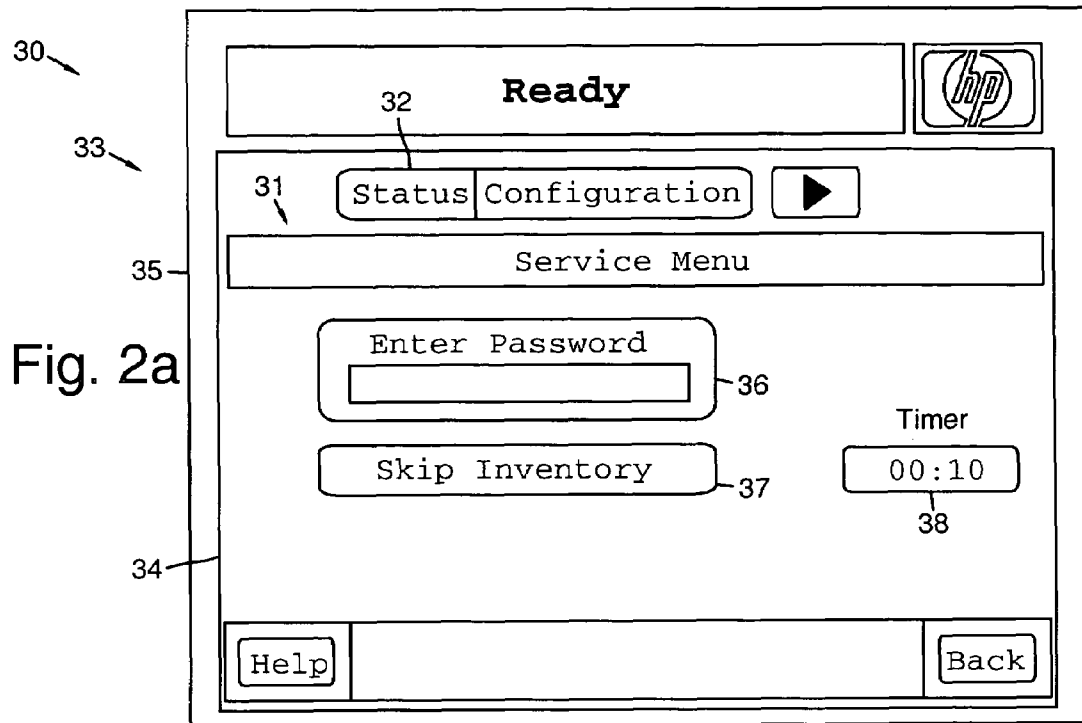 30
Ready
hp
32
33
31
Status Configuration
35
Service Menu
Fig. 2a
Enter Password
36
Timer
Skip Inventory
37
00:10
38
34
Help
Back